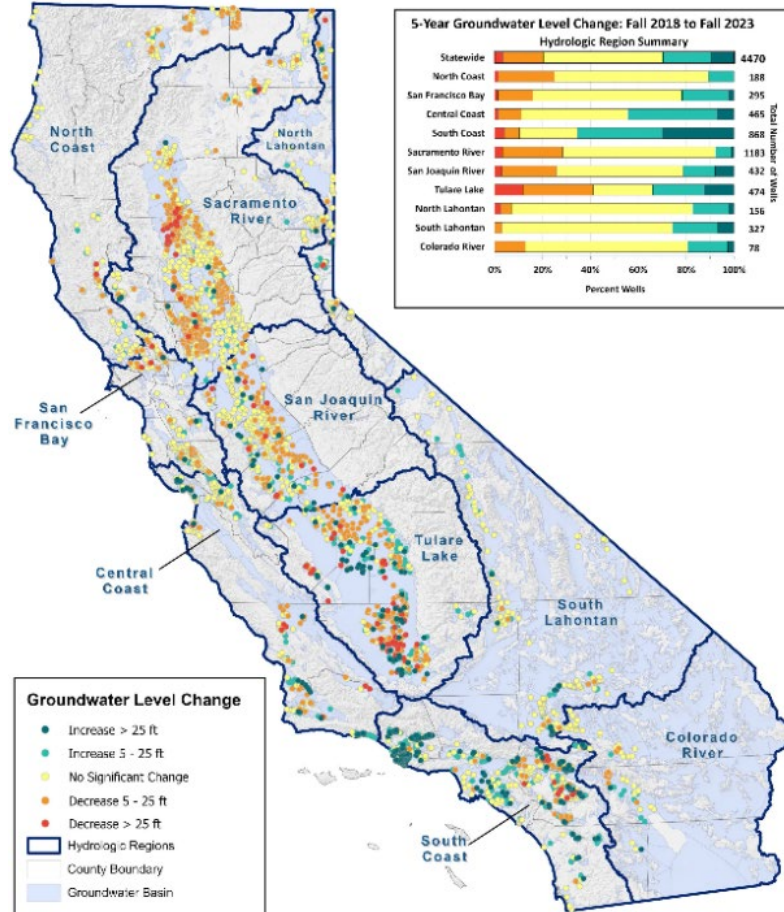 5-Year Groundwater Level Change: Fall 2018 to Fall 2023
Hydrologic Region Summary
Statewide 4470
North Coast 188
San Francisco Bay 295
Central Coast 465
South Coast 868
Sacramento River 1183
San Joaquin River 432
Tulare Lake 474
North Lahontan 156
South Lahontan 327
Colorado River 78
Total Number of Wells
0% 20% 40% 60% 80% 100%
Percent Wells
North
Coast
North
Lahontan
Sacramento
River
San
Francisco
Bay
San Joaquin
River
Central
Coast
Tulare
Lake
South
Lahontan
Colorado
River
South
Coast
Groundwater Level Change
Increase > 25 ft
Increase 5 - 25 ft
No Significant Change
Decrease 5 - 25 ft
Decrease > 25 ft
Hydrologic Regions
County Boundary
Groundwater Basin